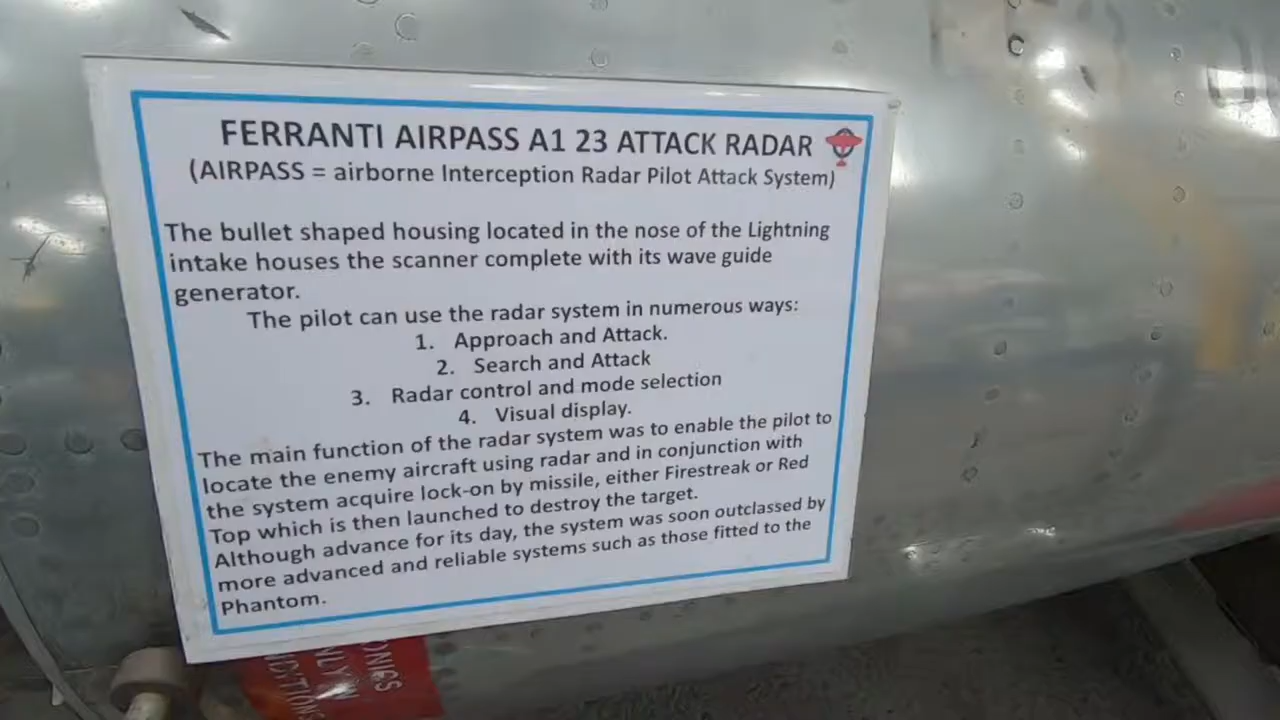 FERRANTI AIRPASS A1 23 ATTACK RADAR
(AIRPASS = airborne Interception Radar Pilot Attack System)
The bullet shaped housing located in the nose of the Lightning
intake houses the scanner complete with its wave guide
generator.
The pilot can use the radar system in numerous ways:
1. Approach and Attack.
2. Search and Attack
3. Radar control and mode selection
4. Visual display.
The main function of the radar system was to enable the pilot to
locate the enemy aircraft using radar and in conjunction with
the system acquire lock-on by missile, either Firestreak or Red
Top which is then launched to destroy the target.
Although advance for its day, the system was soon outclassed by
more advanced and reliable systems such as those fitted to the
Phantom.